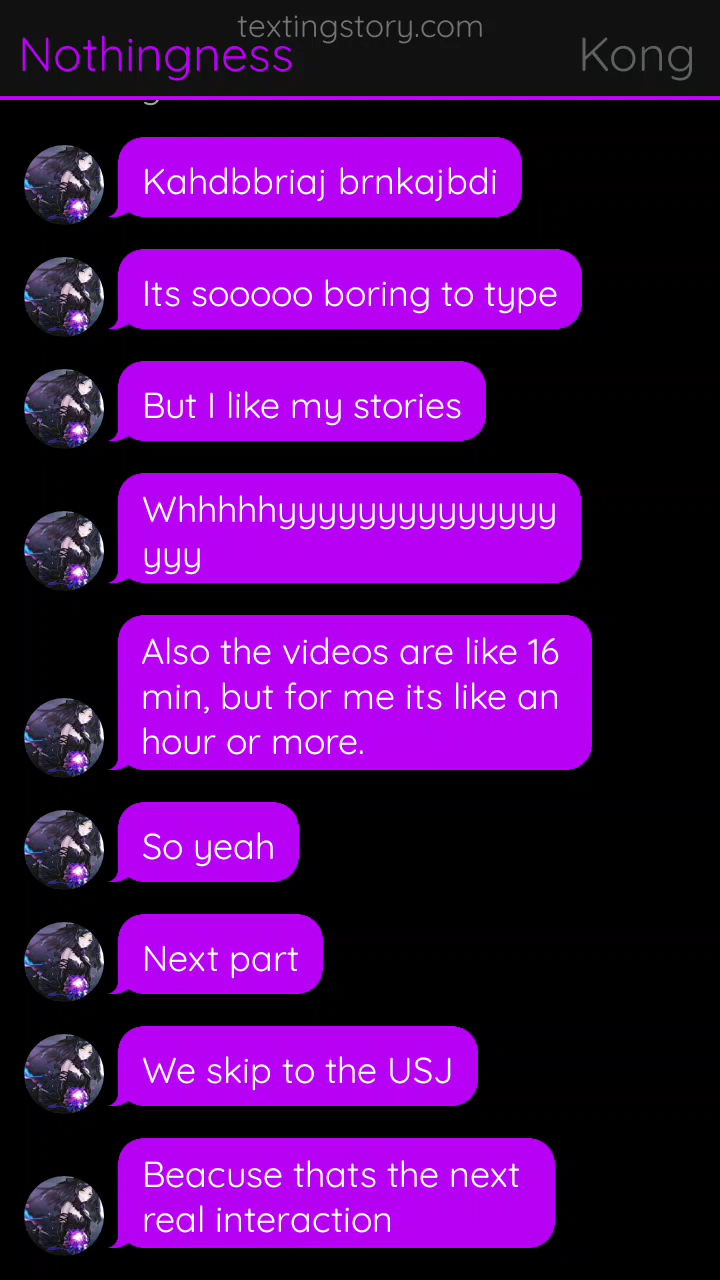 textingstory.com
Nothingness
Kong
Kahdbbriaj brnkajbdi
Its sooooo boring to type
But I like my stories
Whhhhhyyyyyyyyyyyyyy
yyy
Also the videos are like 16
min, but for me its like an
hour or more.
So yeah
Next part
We skip to the USJ
Beacuse thats the next
real interaction